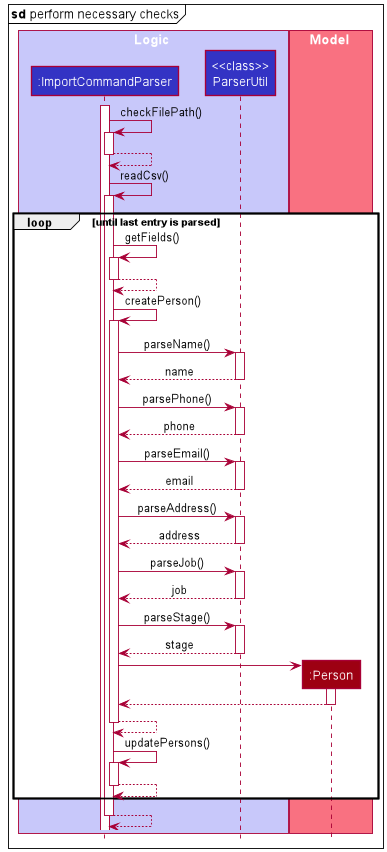 sd perform necessary checks
Logic
Model
:ImportCommandParser
<<class>>
ParserUtil
checkFilePath()
readCsv()
loop [until last entry is parsed]
getFields()
createPerson()
parseName()
name
parsePhone()
phone
parseEmail()
email
parseAddress()
address
parseJob()
job
parseStage()
stage
:Person
updatePersons()